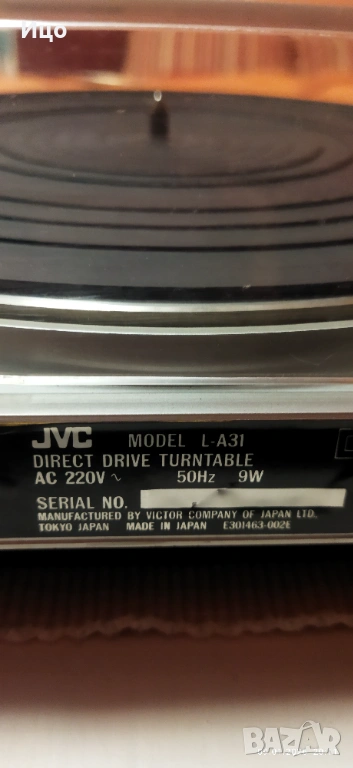 Ицо
JVC MODEL L-A31
DIRECT DRIVE TURNTABLE
AC 220V ~ 50Hz 9W
SERIAL NO.
MANUFACTURED BY VICTOR COMPANY OF JAPAN LTD.
TOKYO JAPAN MADE IN JAPAN E301463-002E
BAZAR